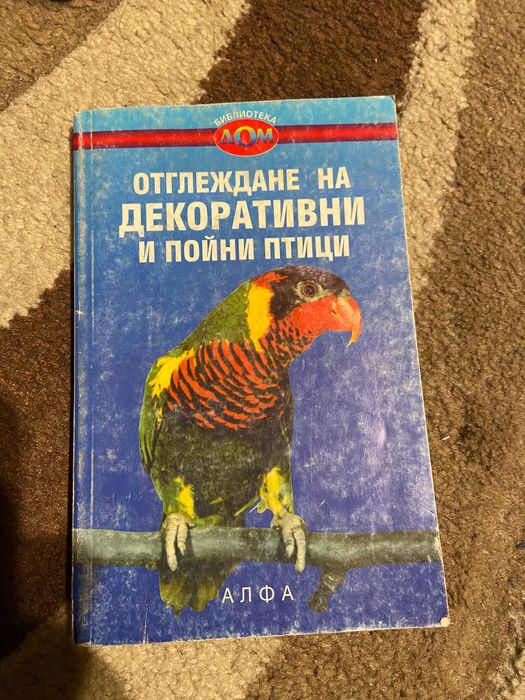 БИБЛИОТЕКА
ДОМ
ОТГЛЕЖДАНЕ НА
ДЕКОРАТИВНИ
И ПОЙНИ ПТИЦИ
АЛФА